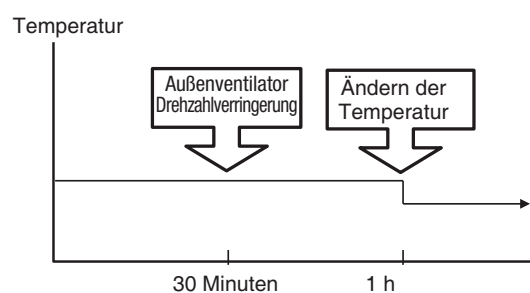 Temperatur
Außenventilator
Drehzahlverringerung
Ändern der
Temperatur
30 Minuten
1 h